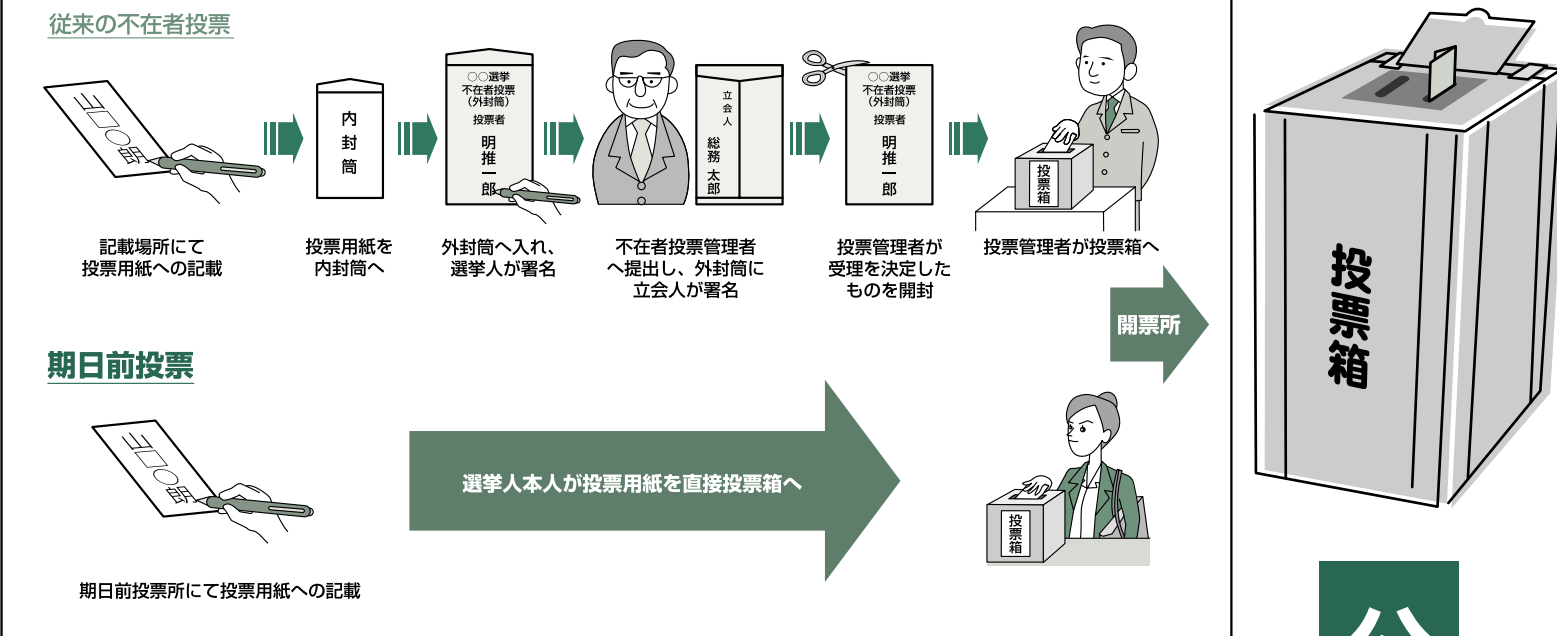 従来の不在者投票
山□○朗
内封筒
○○選挙
不在者投票
（外封筒）
投票者
明推一郎
立会人
総務 太郎
○○選挙
不在者投票
（外封筒）
投票者
明推一郎
投票箱
記載場所にて
投票用紙への記載
投票用紙を
内封筒へ
外封筒へ入れ、
選挙人が署名
不在者投票管理者
へ提出し、外封筒に
立会人が署名
投票管理者が
受理を決定した
ものを開封
投票管理者が投票箱へ
開票所
投票箱
期日前投票
山□○朗
選挙人本人が投票用紙を直接投票箱へ
投票箱
期日前投票所にて投票用紙への記載